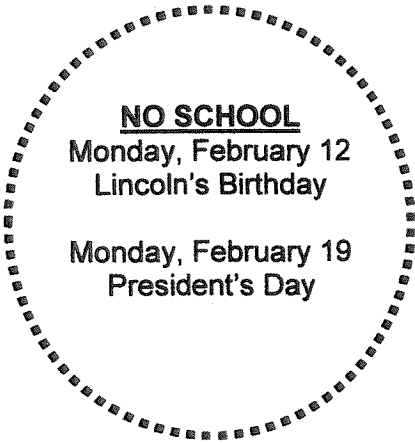 NO SCHOOL
Monday, February 12
Lincoln's Birthday
Monday, February 19
President's Day